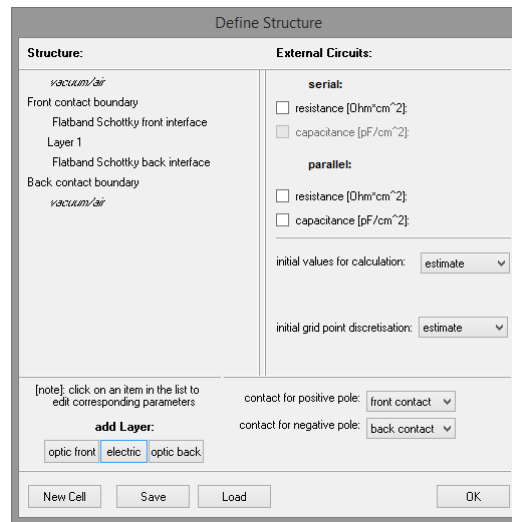 Define Structure
Structure:
vacuum/air
Front contact boundary
Flatband Schottky front interface
Layer 1
Flatband Schottky back interface
Back contact boundary
vacuum/air
External Circuits:
serial:
resistance [Ohm*cm^2]:
capacitance [pF/cm^2]:
parallel:
resistance [Ohm*cm^2]:
capacitance [pF/cm^2]:
initial values for calculation: estimate
initial grid point discretisation: estimate
[note]: click on an item in the list to
edit corresponding parameters
add Layer:
optic front electric optic back
contact for positive pole: front contact
contact for negative pole: back contact
New Cell Save Load OK